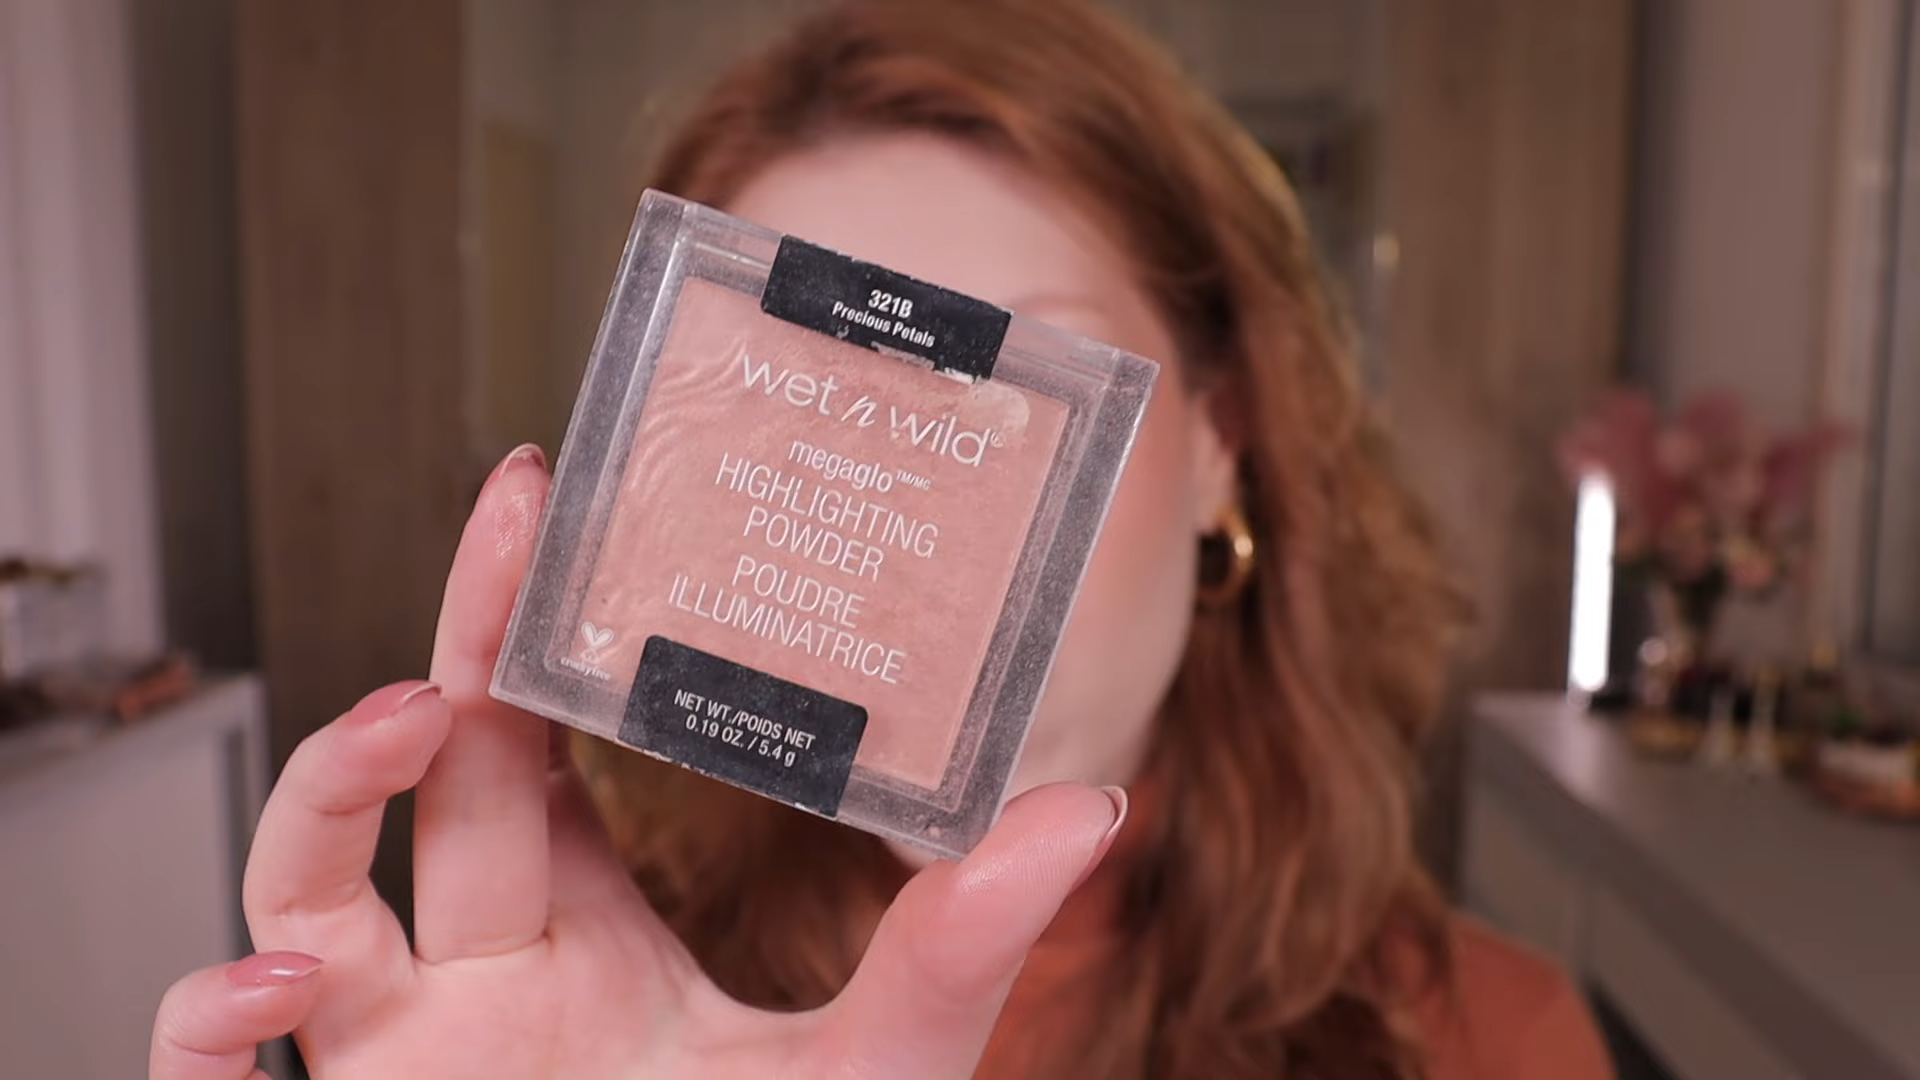 321B
Precious Petals
wet n wild®
megaglo™/MC
HIGHLIGHTING
POWDER
POUDRE
ILLUMINATRICE
crueltyfree
NET WT./POIDS NET
0.19 OZ. / 5.4 g